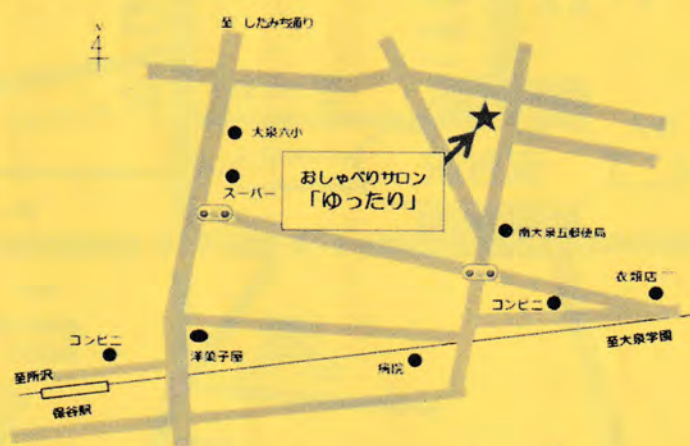 至 したみち通り
N
大泉六小
スーパー
おしゃべりサロン
「ゆったり」
南大泉五郵便局
衣類店
コンビニ
至大泉学園
コンビニ
洋菓子屋
病院
至所沢
保谷駅